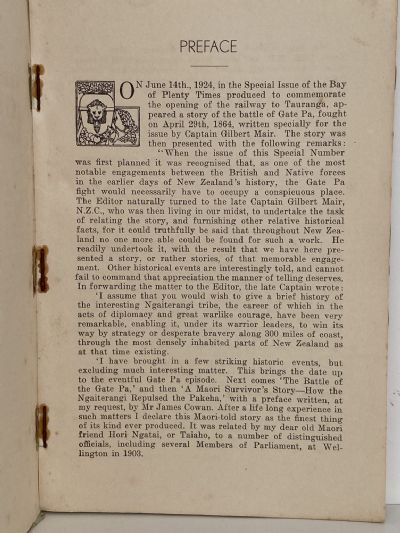 PREFACE
ON June 14th., 1924, in the Special Issue of the Bay
of Plenty Times produced to commemorate
the opening of the railway to Tauranga, ap-
peared a story of the battle of Gate Pa, fought
on April 29th, 1864, written specially for the
issue by Captain Gilbert Mair. The story was
then presented with the following remarks:
"When the issue of this Special Number
was first planned it was recognised that, as one of the most
notable engagements between the British and Native forces
in the earlier days of New Zealand's history, the Gate Pa
fight would necessarily have to occupy a conspicuous place.
The Editor naturally turned to the late Captain Gilbert Mair,
N.Z.C., who was then living in our midst, to undertake the task
of relating the story, and furnishing other relative historical
facts, for it could truthfully be said that throughout New Zea-
land no one more able could be found for such a work. He
readily undertook it, with the result that we have here pre-
sented a story, or rather stories, of that memorable engage-
ment. Other historical events are interestingly told, and cannot
fail to command that appreciation the manner of telling deserves.
In forwarding the matter to the Editor, the late Captain wrote:
'I assume that you would wish to give a brief history of
the interesting Ngaiterangi tribe, the career of which in the
acts of diplomacy and great warlike courage, have been very
remarkable, enabling it, under its warrior leaders, to win its
way by strategy or desperate bravery along 300 miles of coast,
through the most densely inhabited parts of New Zealand as
at that time existing.
'I have brought in a few striking historic events, but
excluding much interesting matter. This brings the date up
to the eventful Gate Pa episode. Next comes 'The Battle of
the Gate Pa,' and then 'A Maori Survivor's Story—How the
Ngaiterang Repulsed the Pakeha,' with a preface written, at
my request, by Mr James Cowan. After a life long experience in
such matters I declare this Maori-told story as the finest thing
of its kind ever produced. It was related by my dear old Maori
friend Hori Ngatai, or Taiaho, to a number of distinguished
officials, including several Members of Parliament, at Wel-
lington in 1903.